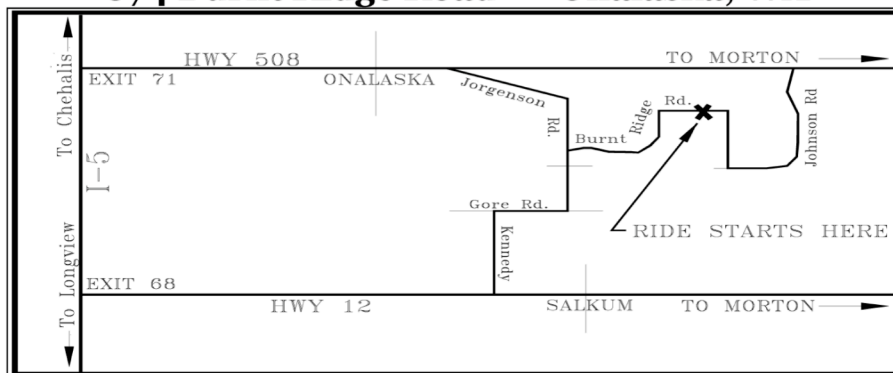 HWY 508
TO MORTON
To Chehalis
EXIT 71
ONALASKA
Jorgenson
Rd.
Burnt
Ridge
Rd.
Johnson Rd
I-5
Gore Rd.
Kennedy
RIDE STARTS HERE
To Longview
EXIT 68
HWY 12
SALKUM
TO MORTON